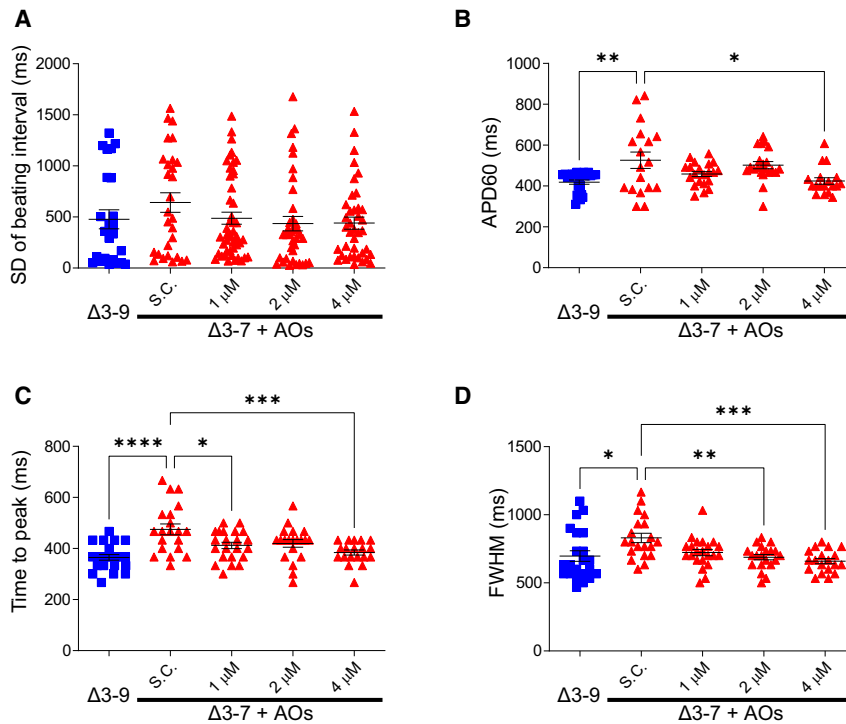 A
SD of beating interval (ms)
2000
1500
1000
500
0
Δ3-9
S.C.
1 μM
2 μM
4 μM
Δ3-7 + AOs
B
APD60 (ms)
1000
800
600
400
200
0
**
*
Δ3-9
S.C.
1 μM
2 μM
4 μM
Δ3-7 + AOs
C
Time to peak (ms)
800
600
400
200
0
***
****
*
Δ3-9
S.C.
1 μM
2 μM
4 μM
Δ3-7 + AOs
D
FWHM (ms)
1500
1000
500
0
***
*
**
Δ3-9
S.C.
1 μM
2 μM
4 μM
Δ3-7 + AOs